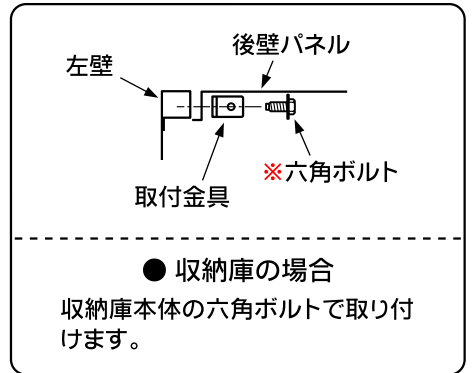 後壁パネル
左壁
※六角ボルト
取付金具
● 収納庫の場合
収納庫本体の六角ボルトで取り付
けます。